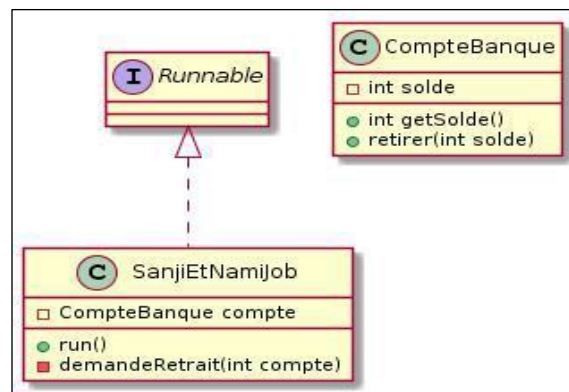 I Runnable
C CompteBanque
int solde
int getSolde()
retirer(int solde)
C SanjiEtNamiJob
CompteBanque compte
run()
demandeRetrait(int compte)